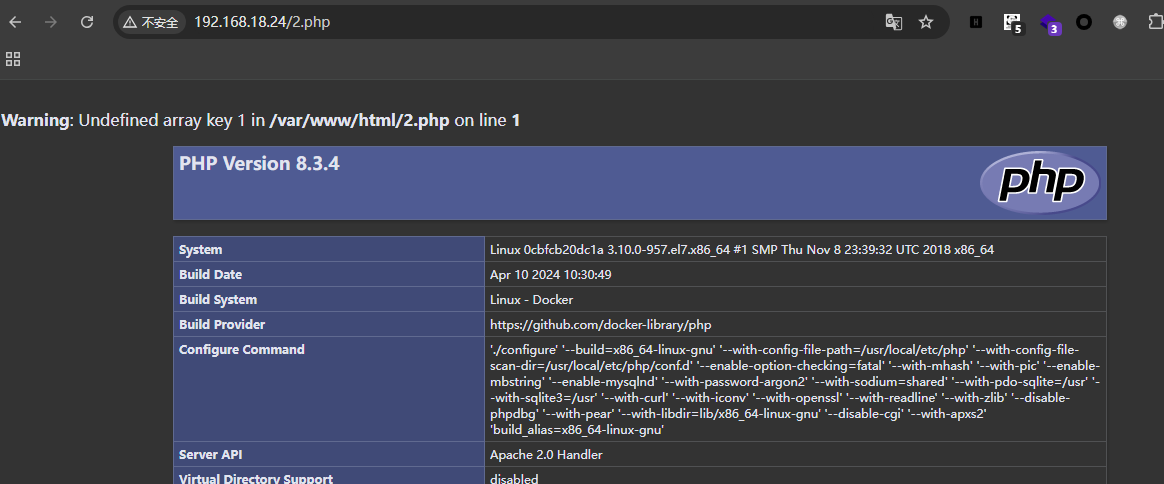 不安全 192.168.18.24/2.php
5
3
Warning: Undefined array key 1 in /var/www/html/2.php on line 1
PHP Version 8.3.4
php
System Linux 0cbfcb20dc1a 3.10.0-957.el7.x86_64 #1 SMP Thu Nov 8 23:39:32 UTC 2018 x86_64
Build Date Apr 10 2024 10:30:49
Build System Linux - Docker
Build Provider https://github.com/docker-library/php
Configure Command './configure' '--build=x86_64-linux-gnu' '--with-config-file-path=/usr/local/etc/php' '--with-config-file-
scan-dir=/usr/local/etc/php/conf.d' '--enable-option-checking=fatal' '--with-mhash' '--with-pic' '--enable-
mbstring' '--enable-mysqlnd' '--with-password-argon2' '--with-sodium=shared' '--with-pdo-sqlite=/usr' '-
-with-sqlite3=/usr' '--with-curl' '--with-iconv' '--with-openssl' '--with-readline' '--with-zlib' '--disable-
phpdbg' '--with-pear' '--with-libdir=lib/x86_64-linux-gnu' '--disable-cgi' '--with-apxs2'
'build_alias=x86_64-linux-gnu'
Server API Apache 2.0 Handler
Virtual Directory Support disabled